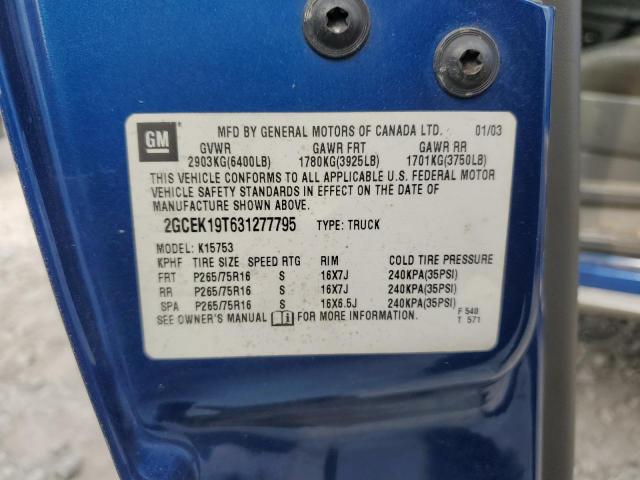 GM
MFD BY GENERAL MOTORS OF CANADA LTD. 01/03
GVWR GAWR FRT GAWR RR
2903KG(6400LB) 1780KG(3925LB) 1701KG(3750LB)
THIS VEHICLE CONFORMS TO ALL APPLICABLE U.S. FEDERAL MOTOR
VEHICLE SAFETY STANDARDS IN EFFECT ON THE DATE OF
MANUFACTURE SHOWN ABOVE.
2GCEK19T631277795 TYPE: TRUCK
MODEL: K15753
KPHF TIRE SIZE SPEED RTG RIM COLD TIRE PRESSURE
FRT P265/75R16 S 16X7J 240KPA(35PSI)
RR P265/75R16 S 16X7J 240KPA(35PSI)
SPA P265/75R16 S 16X6.5J 240KPA(35PSI)
SEE OWNER'S MANUAL FOR MORE INFORMATION.
F 540
T 571